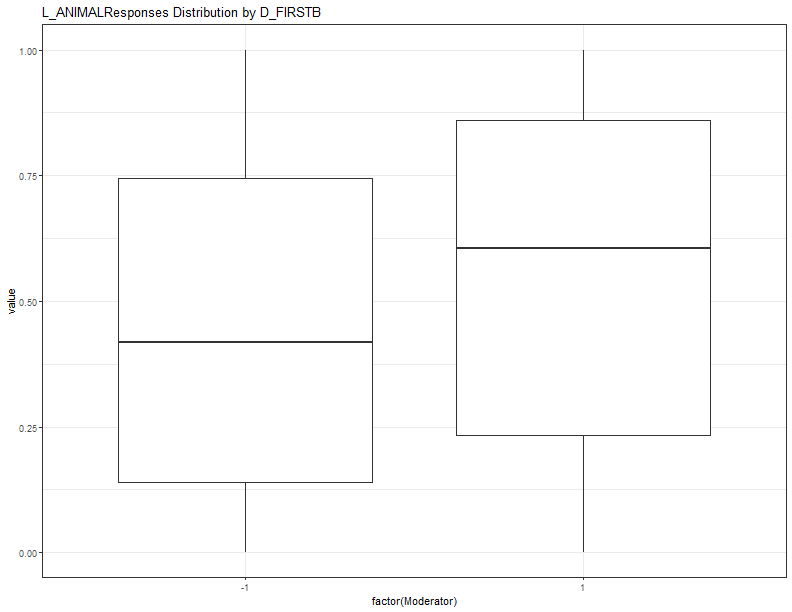 L_ANIMALResponses Distribution by D_FIRSTB
1.00
0.75
0.50
0.25
0.00
value
-1 1
factor(Moderator)